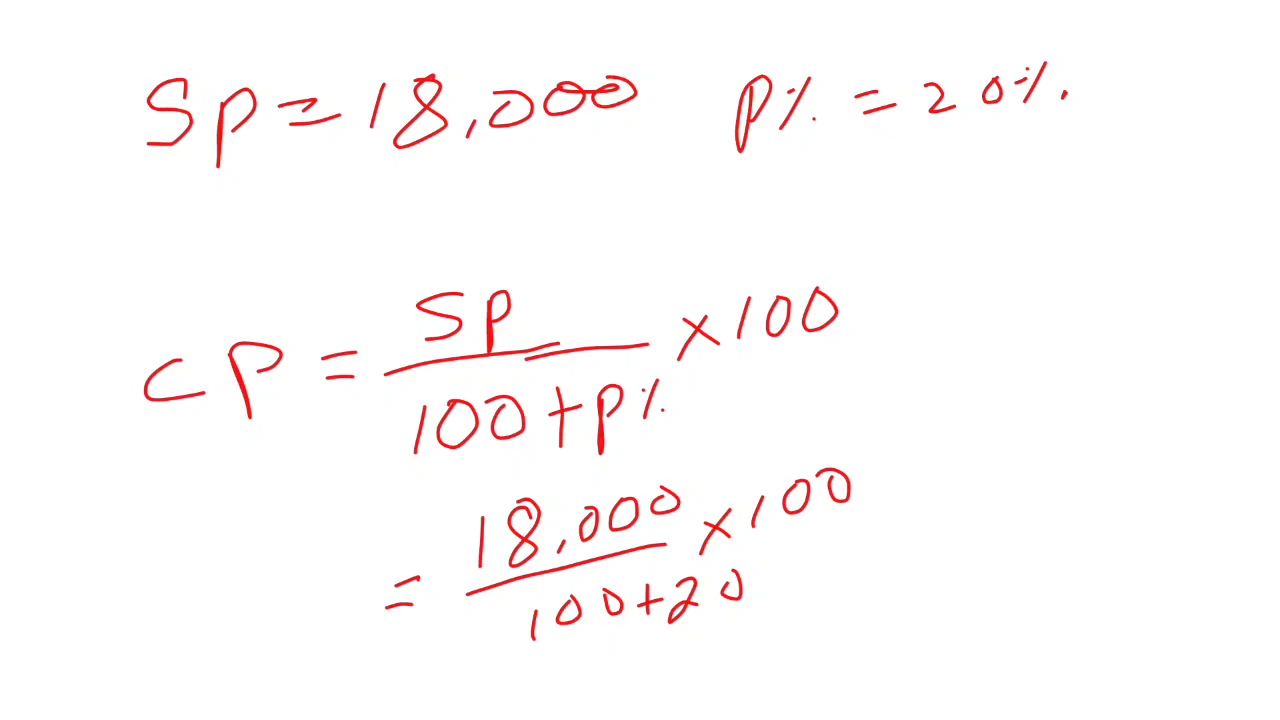 SP = 18,000 P% = 20%.
CP = SP / 100 + P% × 100
= 18,000 / 100 + 20 × 100